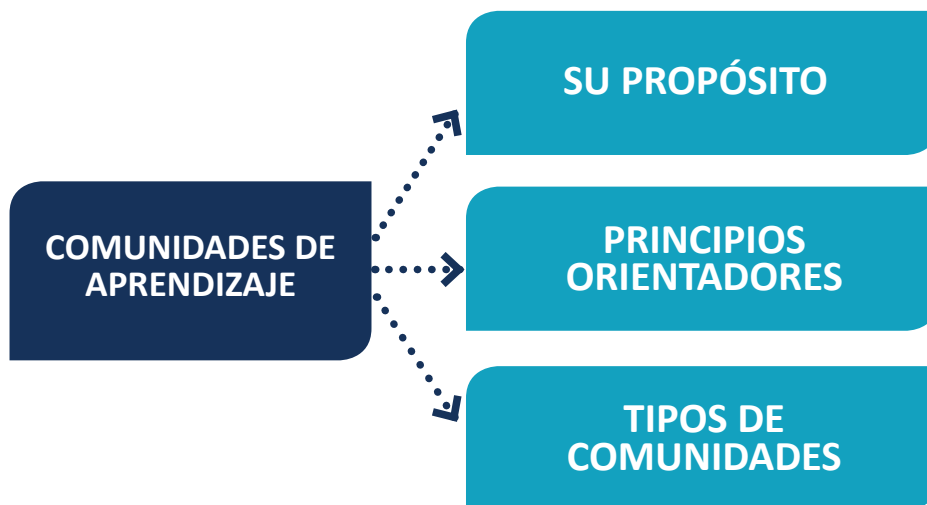 COMUNIDADES DE
APRENDIZAJE
SU PROPÓSITO
PRINCIPIOS
ORIENTADORES
TIPOS DE
COMUNIDADES